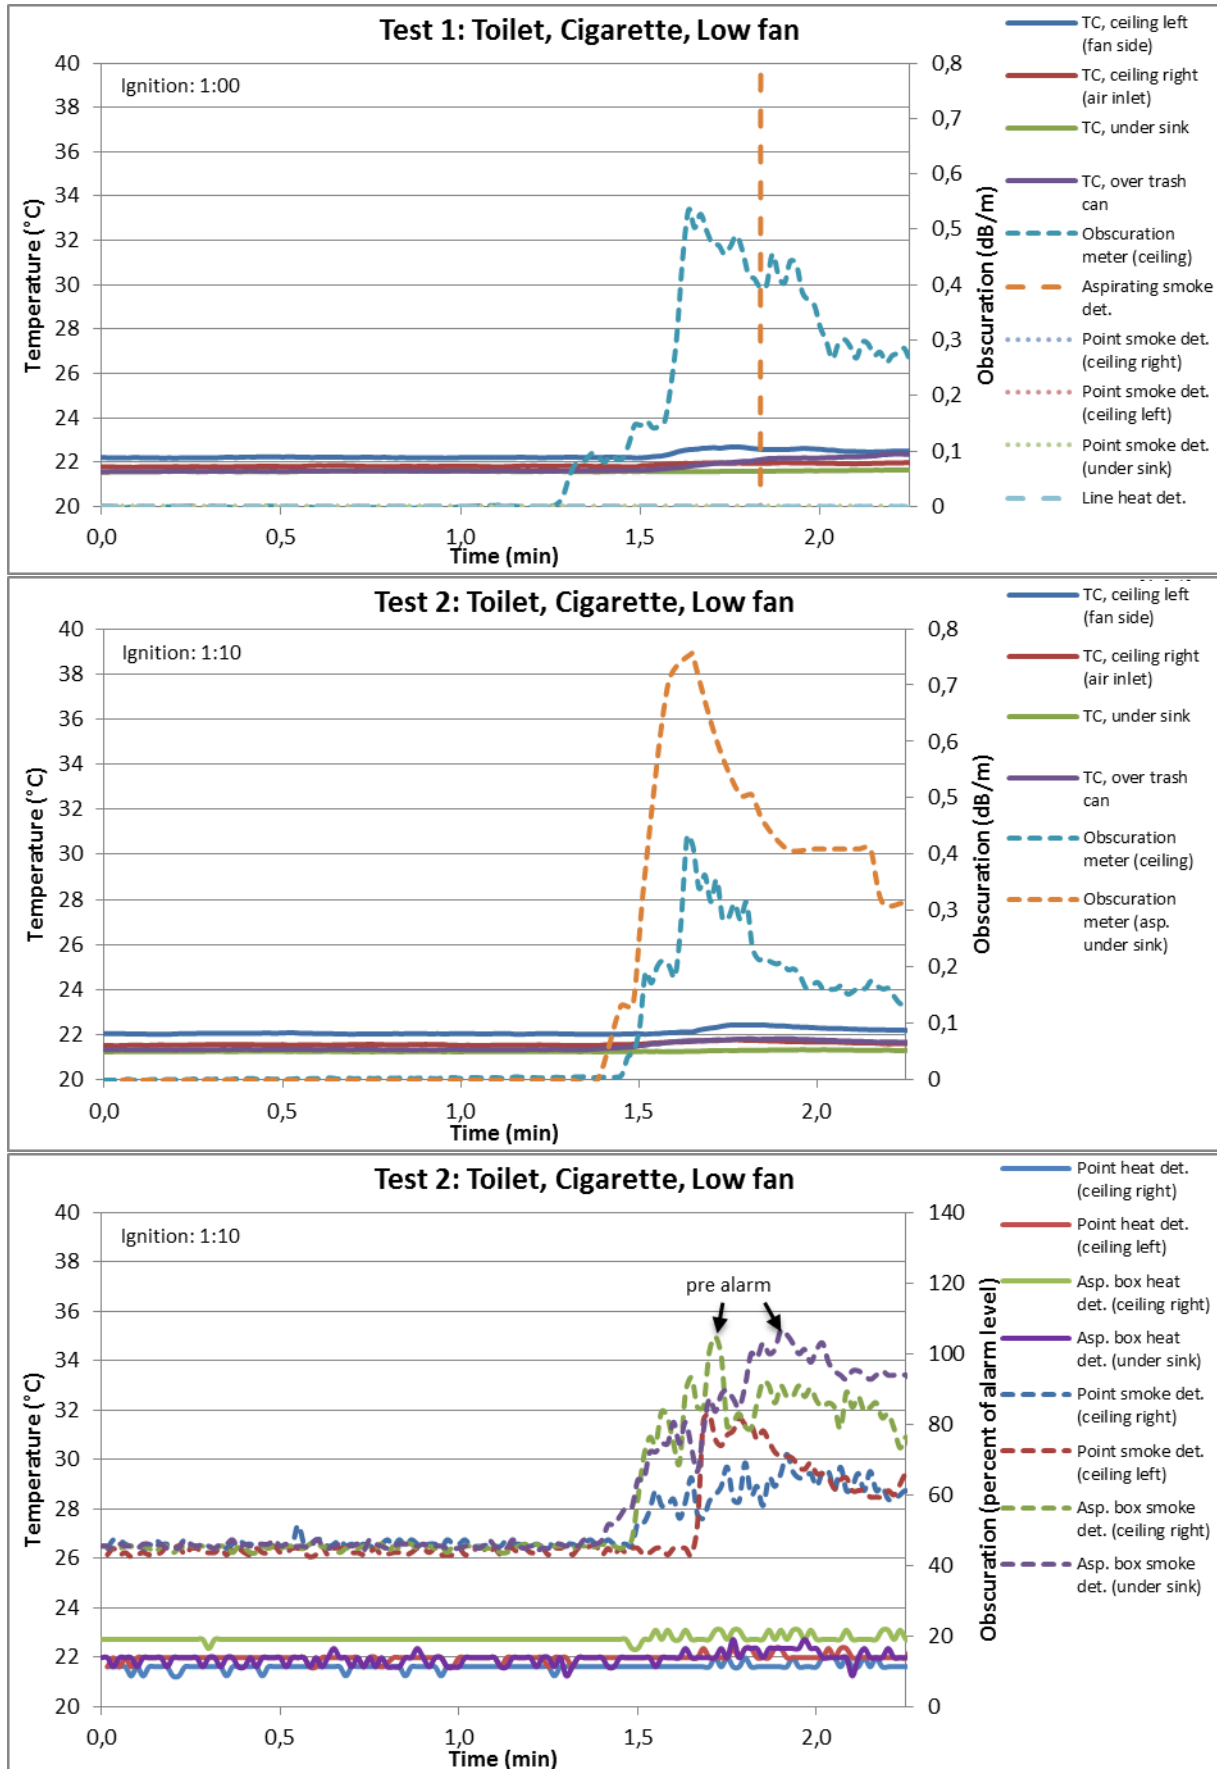 Test 1: Toilet, Cigarette, Low fan
Ignition: 1:00
Temperature (°C)
40
38
36
34
32
30
28
26
24
22
20
0,8
0,7
0,6
0,5
0,4
0,3
0,2
0,1
0
Obscuration (dB/m)
0,0
0,5
1,0
1,5
2,0
Time (min)
TC, ceiling left
(fan side)
TC, ceiling right
(air inlet)
TC, under sink
TC, over trash
can
Obscuration
meter (ceiling)
Aspirating smoke
det.
Point smoke det.
(ceiling right)
Point smoke det.
(ceiling left)
Point smoke det.
(under sink)
Line heat det.
Test 2: Toilet, Cigarette, Low fan
Ignition: 1:10
Temperature (°C)
40
38
36
34
32
30
28
26
24
22
20
0,8
0,7
0,6
0,5
0,4
0,3
0,2
0,1
0
Obscuration (dB/m)
0,0
0,5
1,0
1,5
2,0
Time (min)
TC, ceiling left
(fan side)
TC, ceiling right
(air inlet)
TC, under sink
TC, over trash
can
Obscuration
meter (ceiling)
Obscuration
meter (asp.
under sink)
Test 2: Toilet, Cigarette, Low fan
Ignition: 1:10
pre alarm
Temperature (°C)
40
38
36
34
32
30
28
26
24
22
20
140
120
100
80
60
40
20
0
Obscuration (percent of alarm level)
0,0
0,5
1,0
1,5
2,0
Time (min)
Point heat det.
(ceiling right)
Point heat det.
(ceiling left)
Asp. box heat
det. (ceiling right)
Asp. box heat
det. (under sink)
Point smoke det.
(ceiling right)
Point smoke det.
(ceiling left)
Asp. box smoke
det. (ceiling right)
Asp. box smoke
det. (under sink)